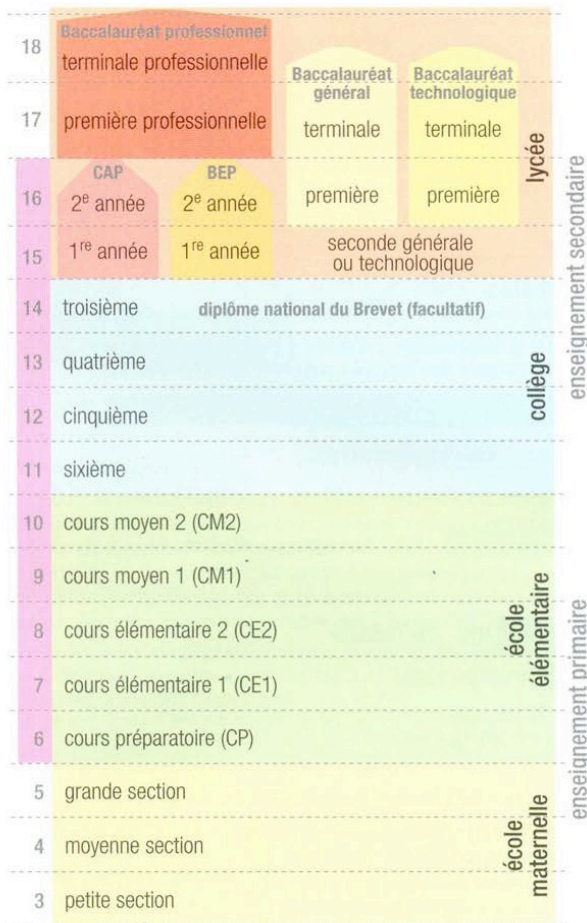 18
Baccalauréat professionnel
terminale professionnelle
Baccalauréat
général
Baccalauréat
technologique
17
première professionnelle
terminale
terminale
lycée
CAP
BEP
16
2e année
2e année
première
première
15
1re année
1re année
seconde générale
ou technologique
enseignement secondaire
14
troisième
diplôme national du Brevet (facultatif)
13
quatrième
collège
12
cinquième
11
sixième
10
cours moyen 2 (CM2)
9
cours moyen 1 (CM1)
8
cours élémentaire 2 (CE2)
école
élémentaire
7
cours élémentaire 1 (CE1)
enseignement primaire
6
cours préparatoire (CP)
5
grande section
4
moyenne section
école
maternelle
3
petite section